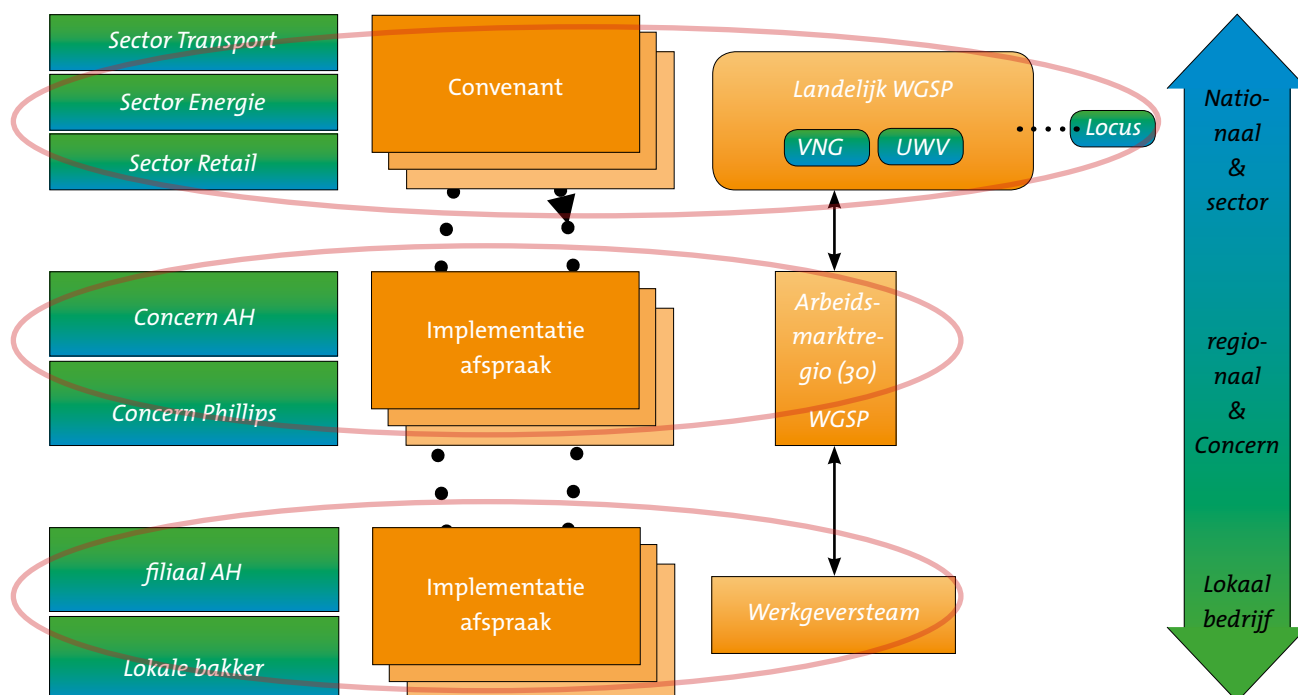 Sector Transport
Sector Energie
Sector Retail
Convenant
Landelijk WGSP
VNG
UWV
Locus
Natio-
naal
&
sector
Concern AH
Concern Phillips
Implementatie
afspraak
Arbeids-
marktre-
gio (30)
WGSP
regio-
naal
&
Concern
filiaal AH
Lokale bakker
Implementatie
afspraak
Werkgeversteam
Lokaal
bedrijf